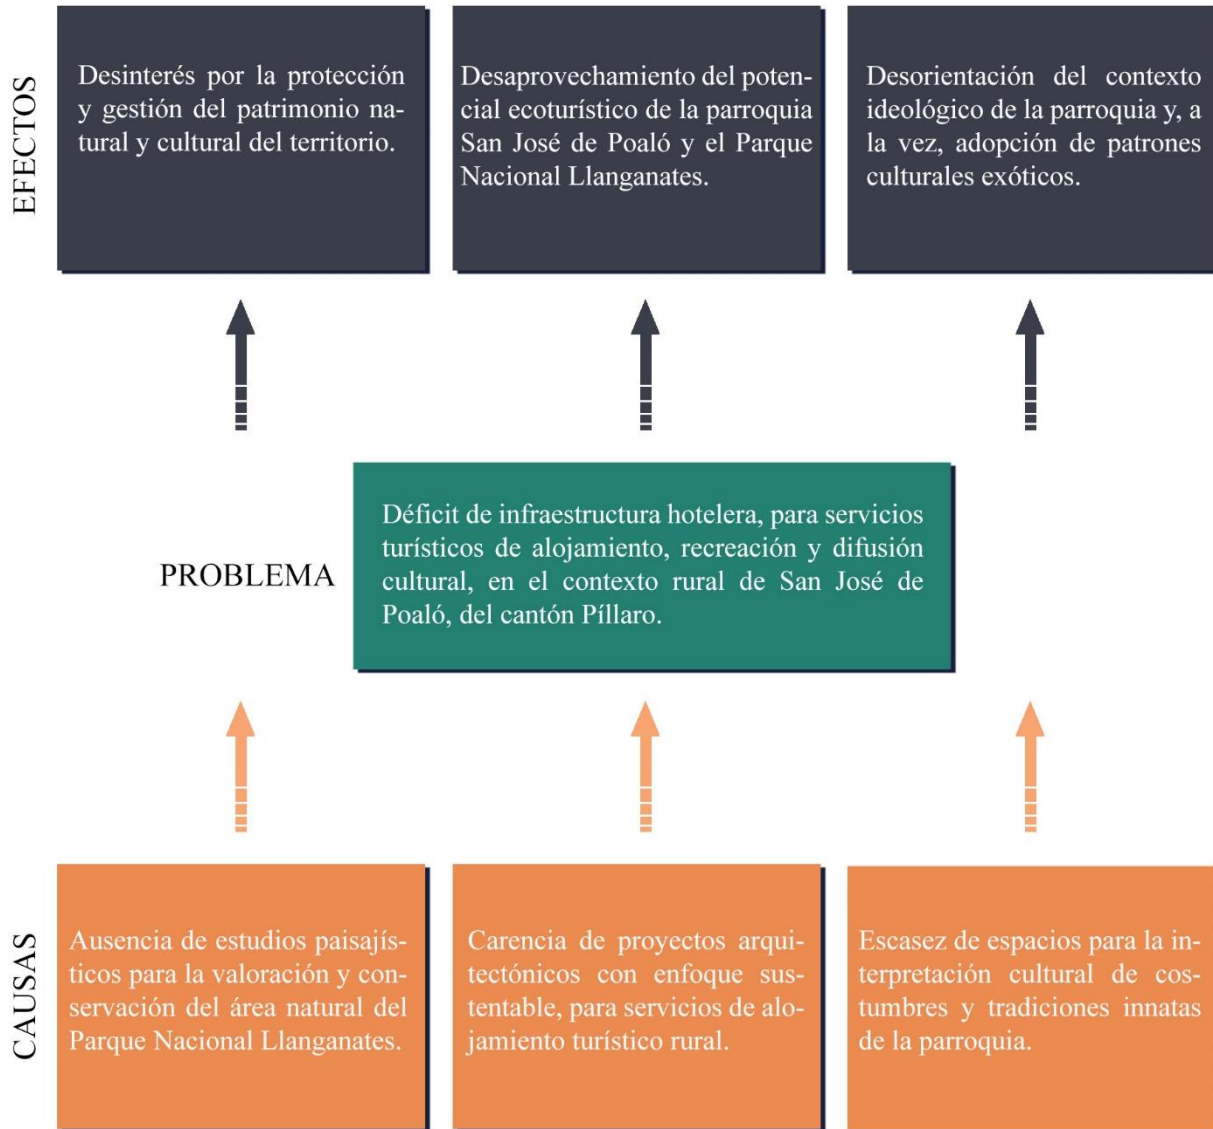 EFECTOS
Desinterés por la protección
y gestión del patrimonio na-
tural y cultural del territorio.
Desaprovechamiento del poten-
cial ecoturístico de la parroquia
San José de Poaló y el Parque
Nacional Llanganates.
Desorientación del contexto
ideológico de la parroquia y, a
la vez, adopción de patrones
culturales exóticos.
PROBLEMA
Déficit de infraestructura hotelera, para servicios
turísticos de alojamiento, recreación y difusión
cultural, en el contexto rural de San José de
Poaló, del cantón Píllaro.
CAUSAS
Ausencia de estudios paisajís-
ticos para la valoración y con-
servación del área natural del
Parque Nacional Llanganates.
Carencia de proyectos arqui-
tectónicos con enfoque sus-
tentable, para servicios de alo-
jamiento turístico rural.
Escasez de espacios para la in-
terpretación cultural de cos-
tumbres y tradiciones innatas
de la parroquia.